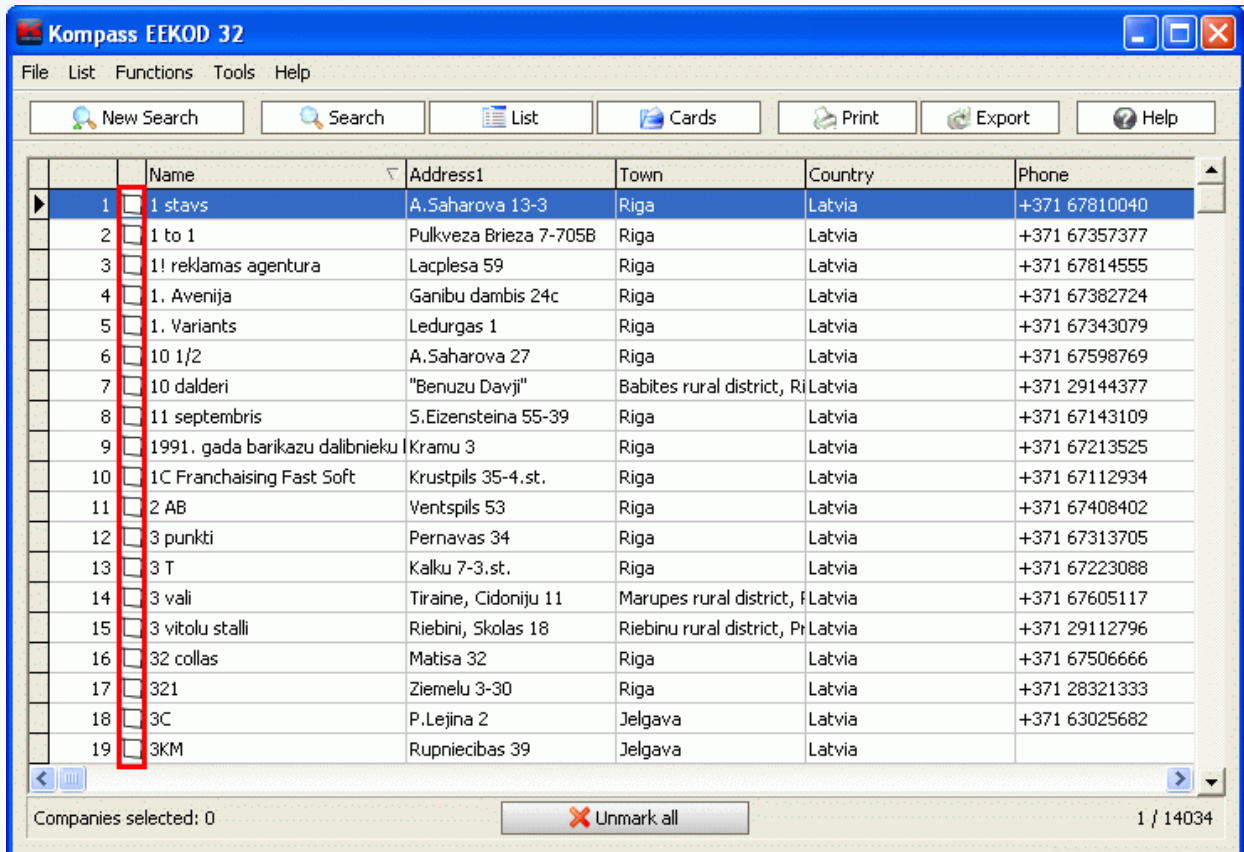 Kompass EEKOD 32
File List Functions Tools Help
New Search Search List Cards Print Export Help
Name Address1 Town Country Phone
1 1 stavs A.Saharova 13-3 Riga Latvia +371 67810040
2 1 to 1 Pulkveza Brieza 7-705B Riga Latvia +371 67357377
3 1! reklamas agentura Lacplesa 59 Riga Latvia +371 67814555
4 1. Avenija Ganibu dambis 24c Riga Latvia +371 67382724
5 1. Variants Ledurgas 1 Riga Latvia +371 67343079
6 10 1/2 A.Saharova 27 Riga Latvia +371 67598769
7 10 dalderi "Benuzu Davji" Babites rural district, Ri Latvia +371 29144377
8 11 septembris S.Eizensteina 55-39 Riga Latvia +371 67143109
9 1991. gada barikazu dalibnieku Kramu 3 Riga Latvia +371 67213525
10 1C Franchaising Fast Soft Krustpils 35-4.st. Riga Latvia +371 67112934
11 2 AB Ventspils 53 Riga Latvia +371 67408402
12 3 punkti Pernavas 34 Riga Latvia +371 67313705
13 3 T Kalku 7-3.st. Riga Latvia +371 67223088
14 3 vali Tiraine, Cidoniju 11 Marupes rural district, Latvia +371 67605117
15 3 vitolu stalli Riebini, Skolas 18 Riebinu rural district, Pr Latvia +371 29112796
16 32 collas Matisa 32 Riga Latvia +371 67506666
17 321 Ziemelu 3-30 Riga Latvia +371 28321333
18 3C P.Lejina 2 Jelgava Latvia +371 63025682
19 3KM Rupniecibas 39 Jelgava Latvia
Companies selected: 0 Unmark all 1 / 14034